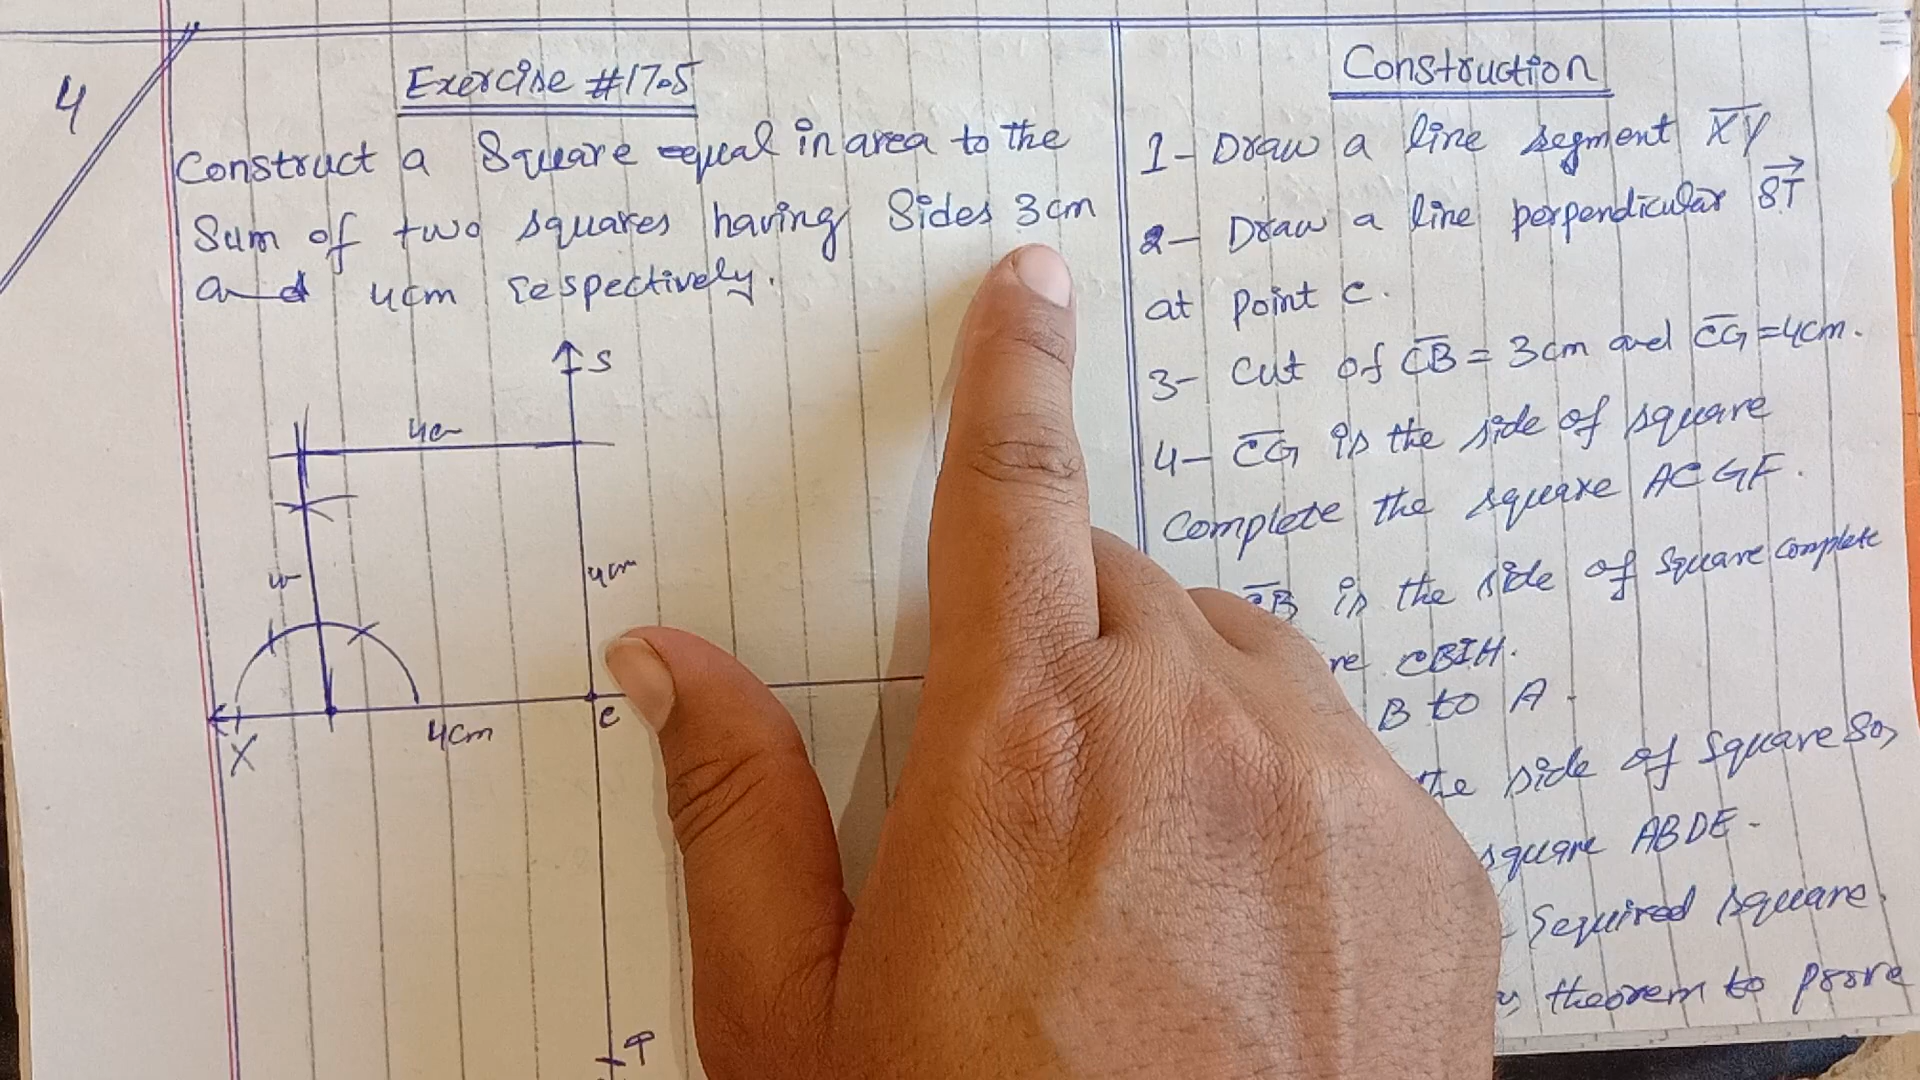 4
Exercise #17.5
Construct a Square equal in area to the
Sum of two squares having Sides 3cm
and 4cm respectively.
S
4cm
4cm
X
4cm
C
T
Construction
1- Draw a line segment XY
2- Draw a line perpendicular ST
at point C.
3- Cut of CB = 3cm and CG = 4cm.
4- CG is the side of square
Complete the square ACGF.
CB is the side of square complete
re CBIH.
B to A.
the side of square So,
square ABDE.
required square.
theorem to prove